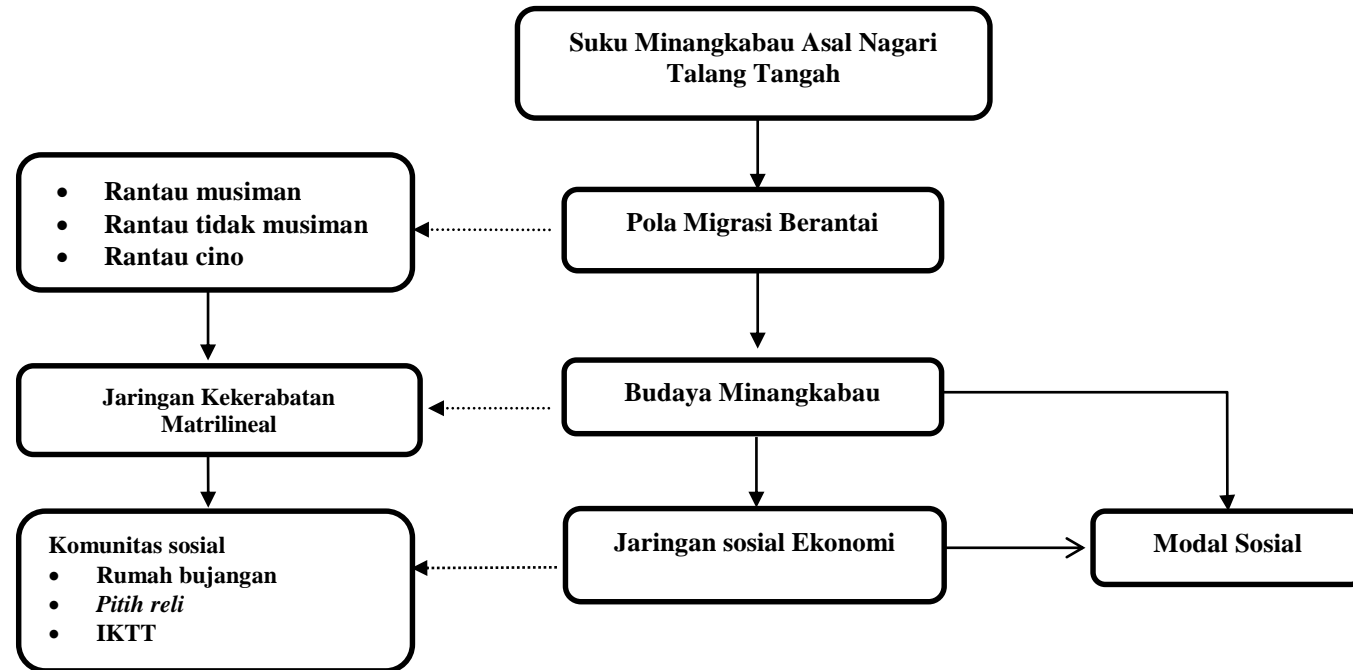 Suku Minangkabau Asal Nagari
Talang Tangah
• Rantau musiman
• Rantau tidak musiman
• Rantau cino
Pola Migrasi Berantai
Jaringan Kekerabatan
Matrilineal
Budaya Minangkabau
Komunitas sosial
• Rumah bujangan
• Pitih reli
• IKTT
Jaringan sosial Ekonomi
Modal Sosial